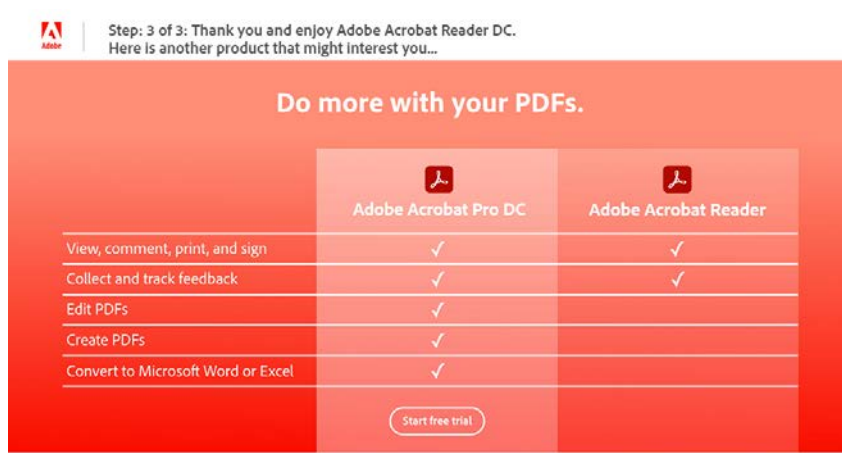 Adobe
Step: 3 of 3: Thank you and enjoy Adobe Acrobat Reader DC.
Here is another product that might interest you...
Do more with your PDFs.
Adobe Acrobat Pro DC
Adobe Acrobat Reader
View, comment, print, and sign ✓ ✓
Collect and track feedback ✓ ✓
Edit PDFs ✓
Create PDFs ✓
Convert to Microsoft Word or Excel ✓
Start free trial